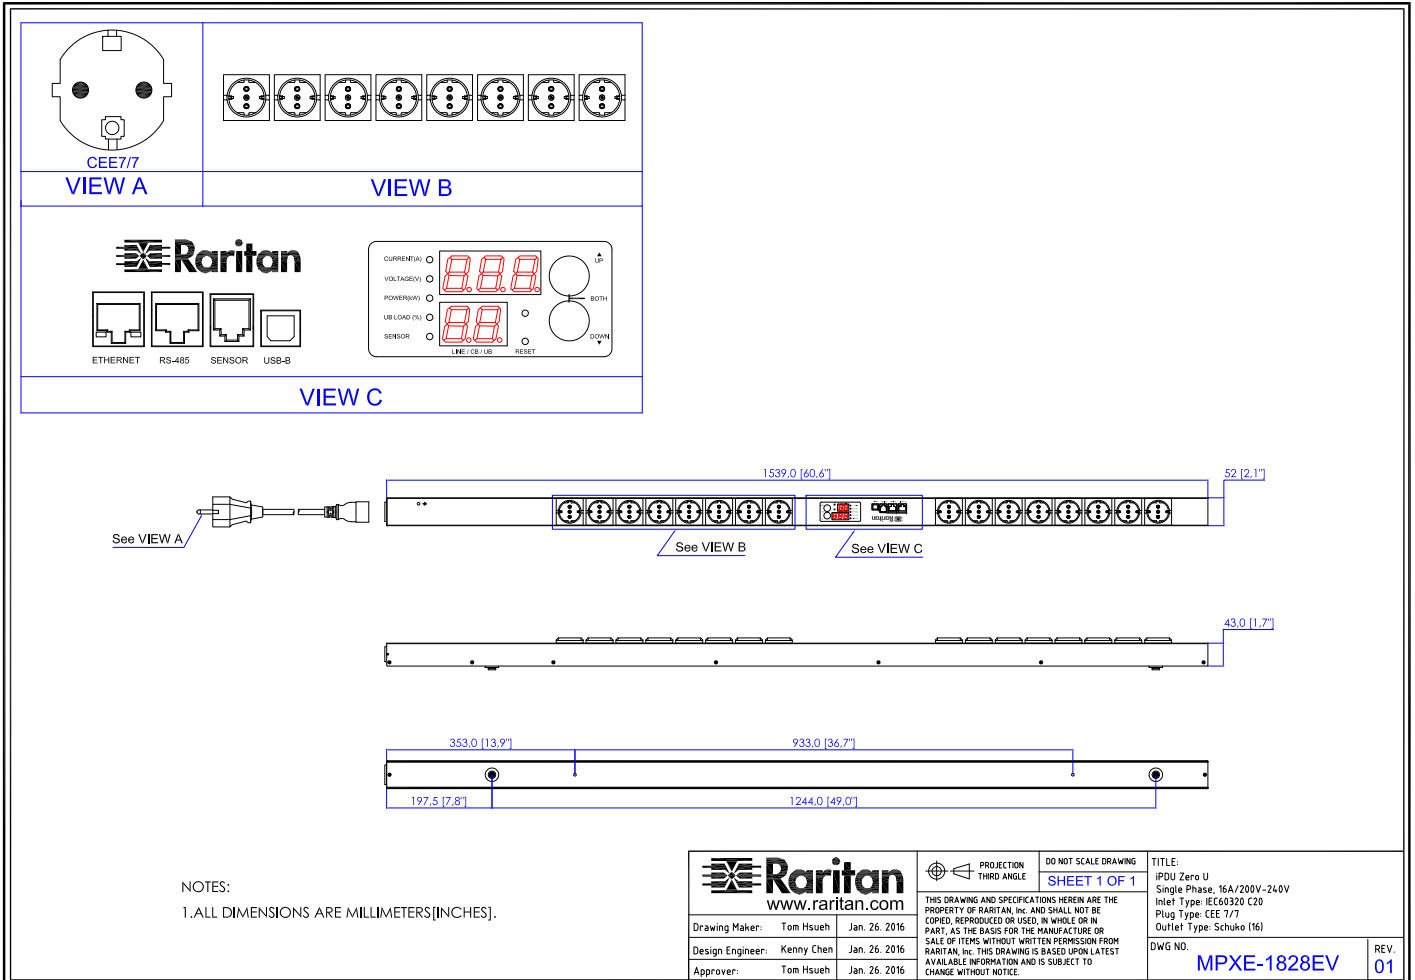 CEE7/7
VIEW A
VIEW B
Raritan
ETHERNET
RS-485
SENSOR
USB-B
CURRENT(A)
VOLTAGE(V)
POWER(kW)
UB LOAD (%)
SENSOR
LINE / CB / UB
RESET
UP
BOTH
DOWN
VIEW C
1539,0 [60,6"]
52 [2,1"]
See VIEW A
See VIEW B
See VIEW C
Raritan
43,0 [1,7"]
353,0 [13,9"]
933,0 [36,7"]
197,5 [7,8"]
1244,0 [49,0"]
NOTES:
1.ALL DIMENSIONS ARE MILLIMETERS[INCHES].
Raritan
www.raritan.com
Drawing Maker: Tom Hsueh Jan. 26. 2016
Design Engineer: Kenny Chen Jan. 26. 2016
Approver: Tom Hsueh Jan. 26. 2016
PROJECTION
THIRD ANGLE
DO NOT SCALE DRAWING
SHEET 1 OF 1
THIS DRAWING AND SPECIFICATIONS HEREIN ARE THE
PROPERTY OF RARITAN, Inc. AND SHALL NOT BE
COPIED, REPRODUCED OR USED, IN WHOLE OR IN
PART, AS THE BASIS FOR THE MANUFACTURE OR
SALE OF ITEMS WITHOUT WRITTEN PERMISSION FROM
RARITAN, Inc. THIS DRAWING IS BASED UPON LATEST
AVAILABLE INFORMATION AND IS SUBJECT TO
CHANGE WITHOUT NOTICE.
TITLE:
iPDU Zero U
Single Phase, 16A/200V-240V
Inlet Type: IEC60320 C20
Plug Type: CEE 7/7
Outlet Type: Schuko (16)
DWG NO.
MPXE-1828EV
REV.
01